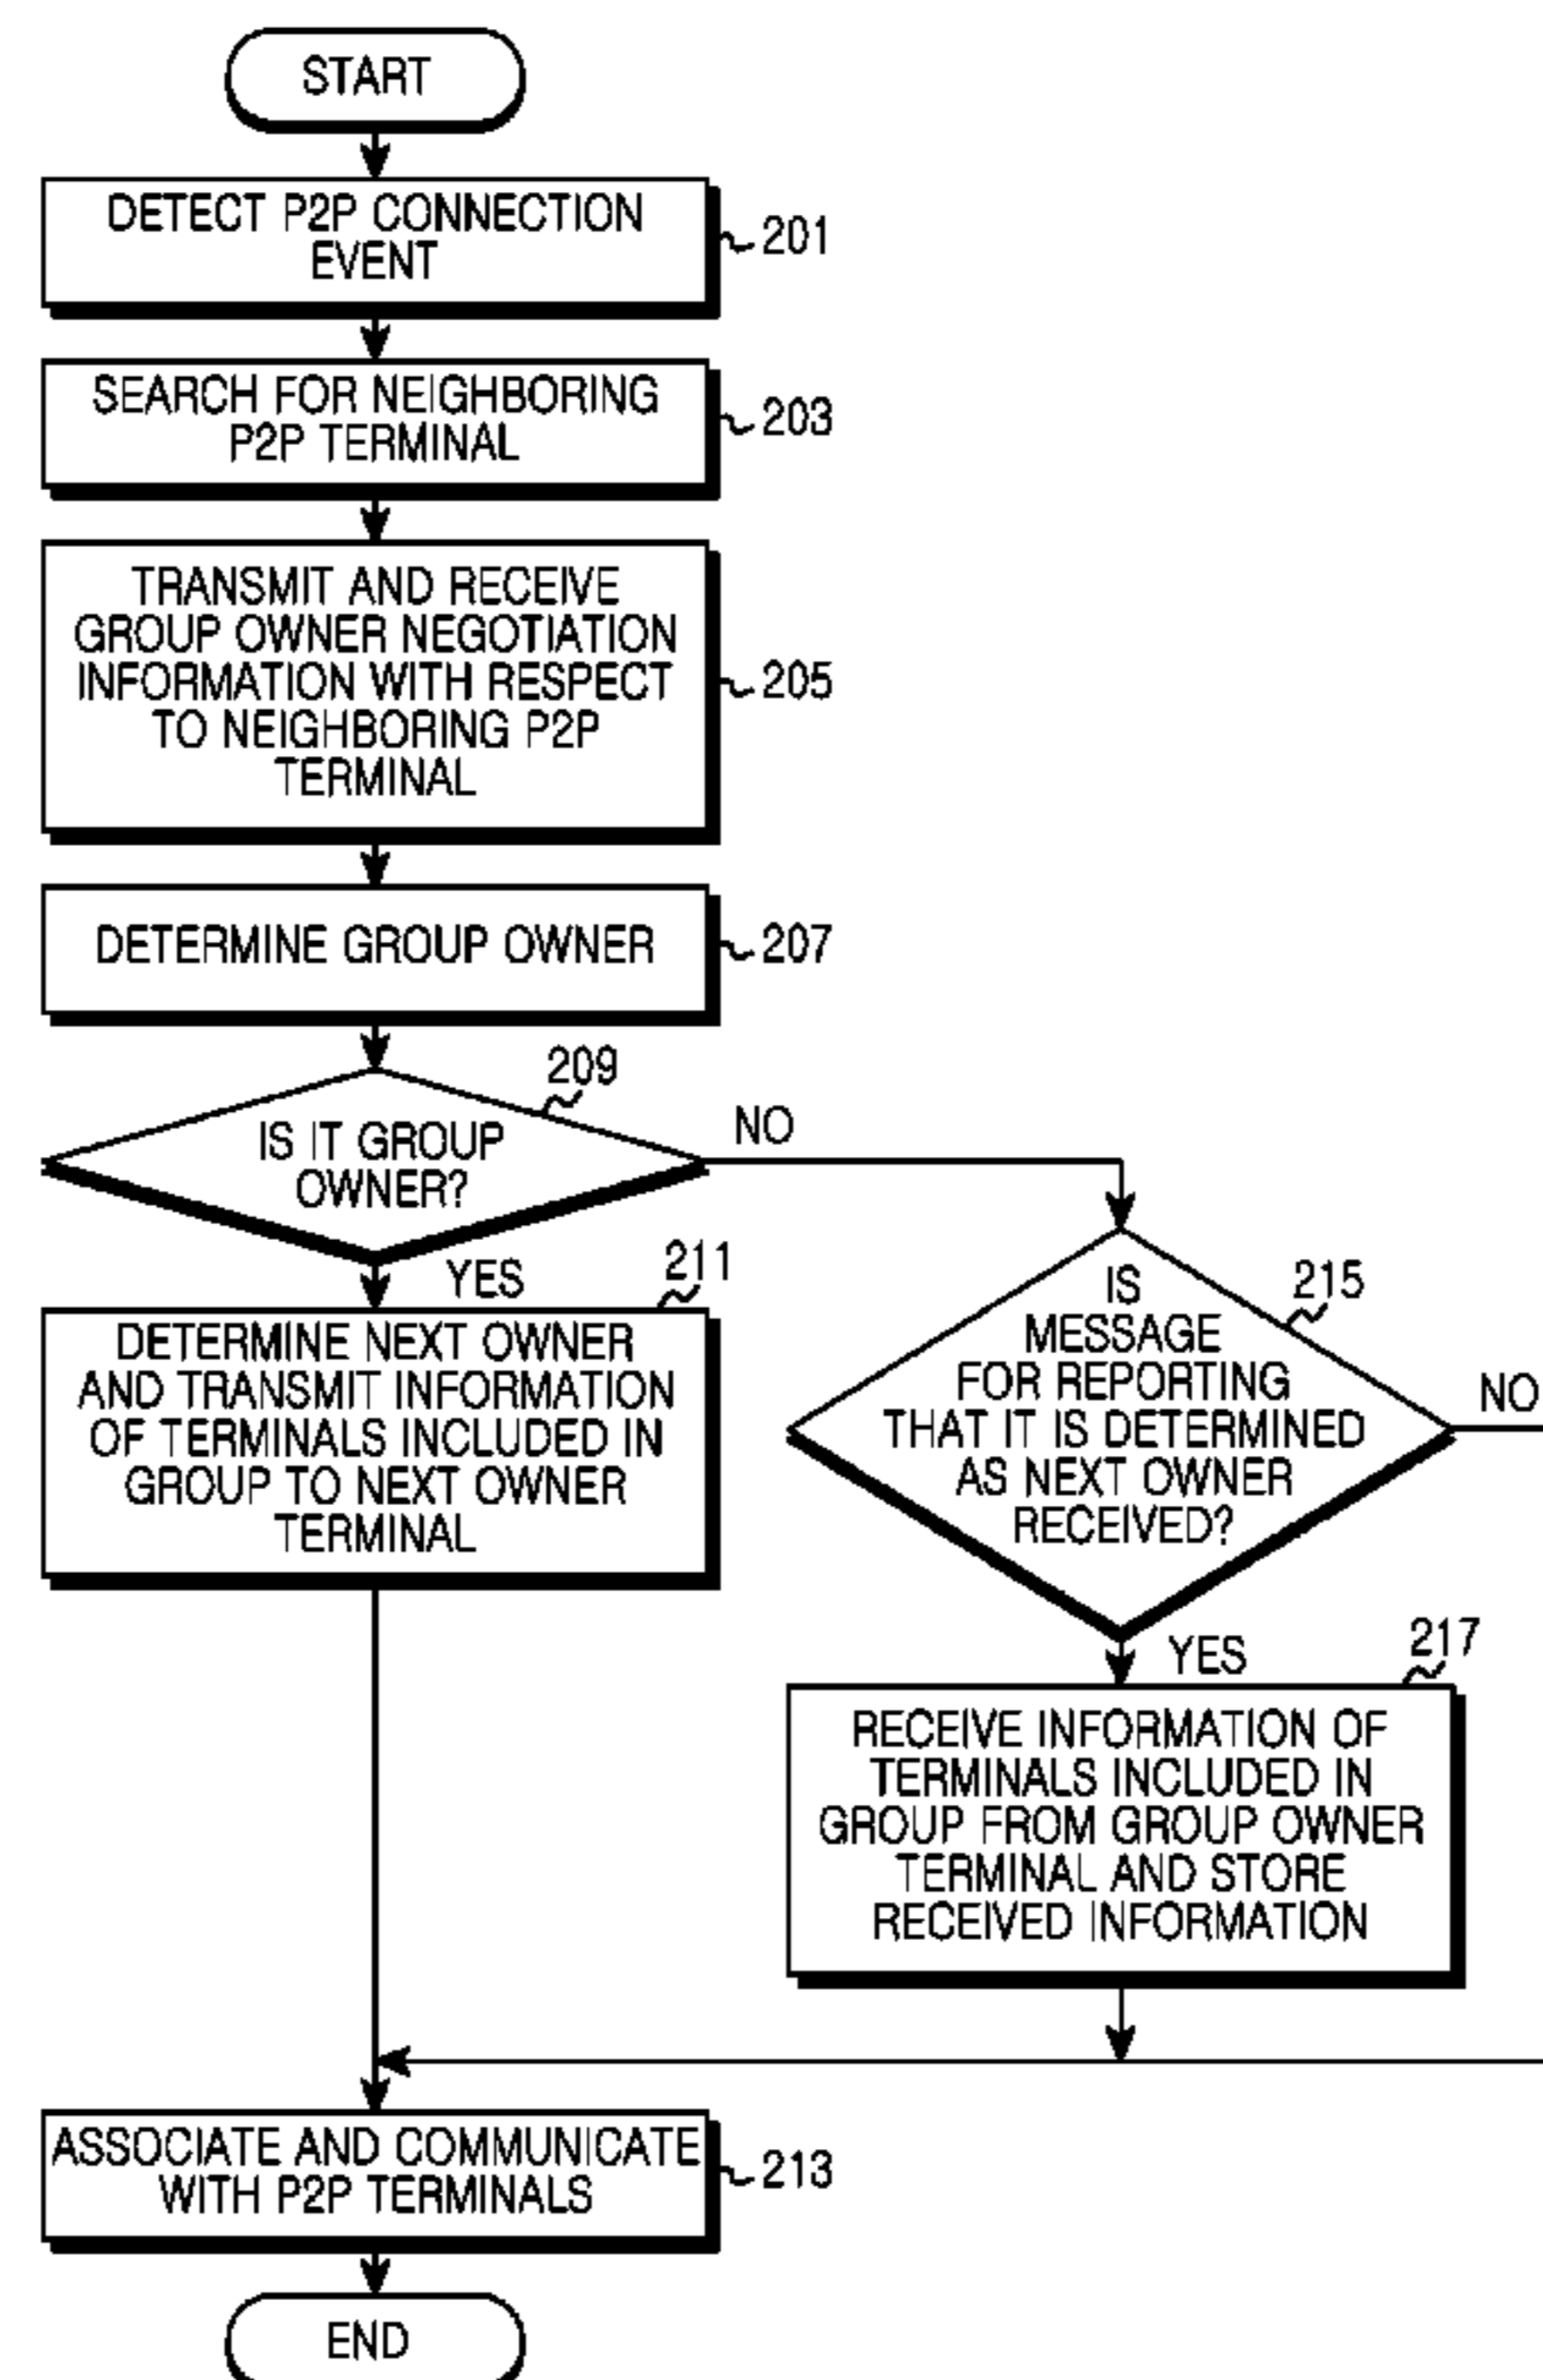 START
DETECT P2P CONNECTION
EVENT
201
SEARCH FOR NEIGHBORING
P2P TERMINAL
203
TRANSMIT AND RECEIVE
GROUP OWNER NEGOTIATION
INFORMATION WITH RESPECT
TO NEIGHBORING P2P
TERMINAL
205
DETERMINE GROUP OWNER
207
209
IS IT GROUP
OWNER?
NO
YES
211
DETERMINE NEXT OWNER
AND TRANSMIT INFORMATION
OF TERMINALS INCLUDED IN
GROUP TO NEXT OWNER
TERMINAL
215
IS
MESSAGE
FOR REPORTING
THAT IT IS DETERMINED
AS NEXT OWNER
RECEIVED?
NO
YES
217
RECEIVE INFORMATION OF
TERMINALS INCLUDED IN
GROUP FROM GROUP OWNER
TERMINAL AND STORE
RECEIVED INFORMATION
ASSOCIATE AND COMMUNICATE
WITH P2P TERMINALS
213
END